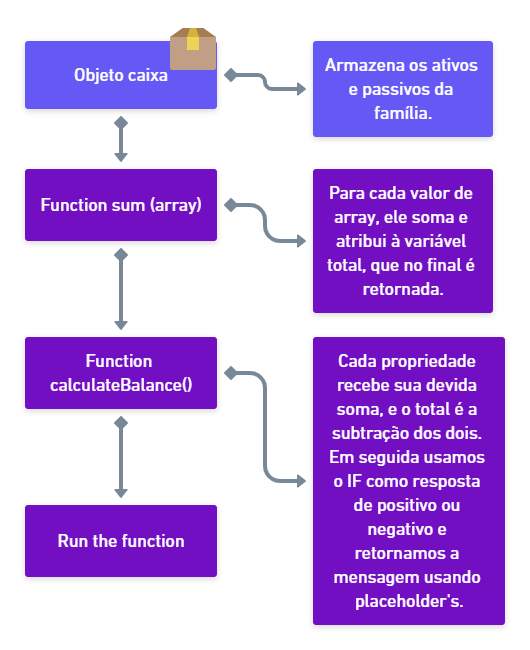 Objeto caixa
Armazena os ativos
e passivos da
família.
Function sum (array)
Para cada valor de
array, ele soma e
atribui à variável
total, que no final é
retornada.
Function
calculateBalance()
Cada propriedade
recebe sua devida
soma, e o total é a
subtração dos dois.
Em seguida usamos
o IF como resposta
de positivo ou
negativo e
retornamos a
mensagem usando
placeholder's.
Run the function